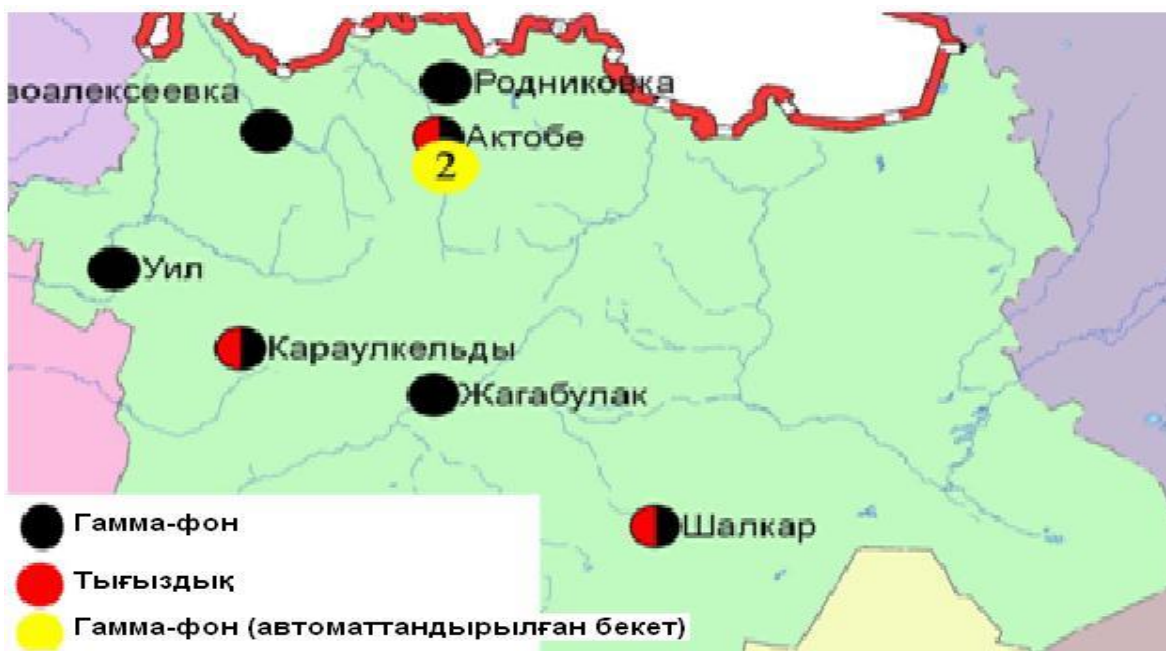 Родниковка
воалексеевка
Актобе
2
Уил
Караулкельды
Жагабулак
Шалкар
Гамма-фон
Тығыздық
Гамма-фон (автоматтандырылған бекет)